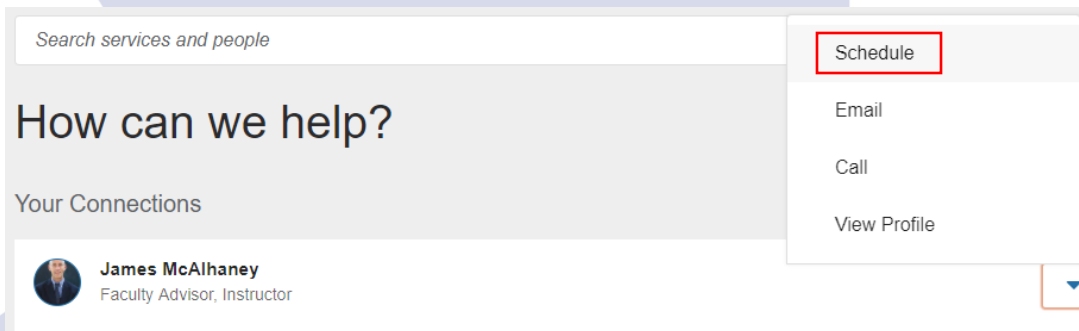 Search services and people
Schedule
Email
Call
View Profile
How can we help?
Your Connections
James McAlhaney
Faculty Advisor, Instructor